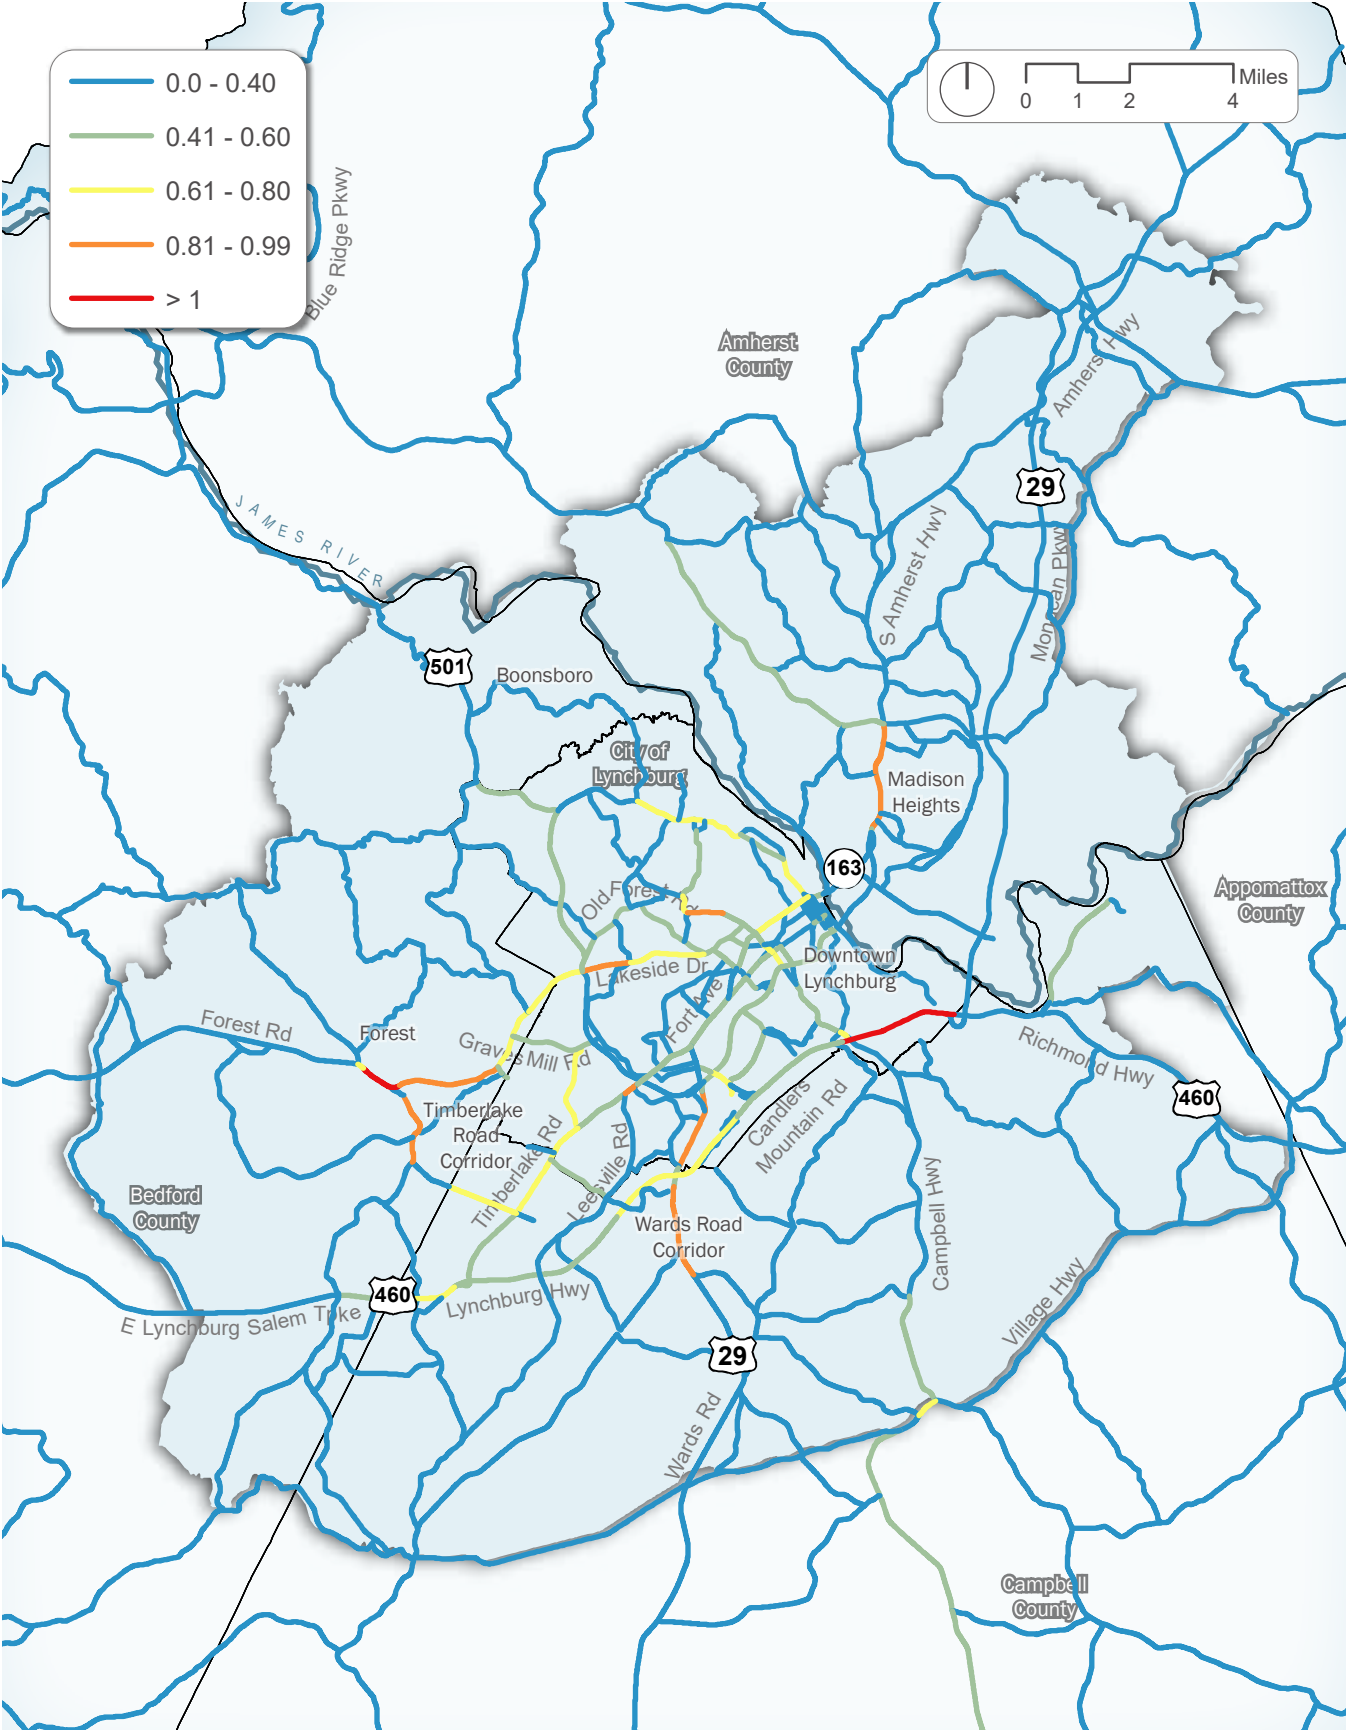 0.0 - 0.40
0.41 - 0.60
0.61 - 0.80
0.81 - 0.99
> 1
Miles
0 1 2 4
Blue Ridge Pkwy
Amherst
County
Amherst Hwy
29
JAMES RIVER
S Amherst Hwy
Monacan Pkwy
501
Boonsboro
City of
Lynchburg
Madison
Heights
163
Appomattox
County
Old Forest Rd
Lakeside Dr
Downtown
Lynchburg
Fort Ave
Forest Rd
Forest
Graves Mill Rd
Richmond Hwy
460
Timberlake
Road
Corridor
Candlers
Mountain Rd
Timberlake Rd
Leesville Rd
Campbell Hwy
Bedford
County
Wards Road
Corridor
460
Lynchburg Hwy
E Lynchburg Salem Tpke
Village Hwy
29
Wards Rd
Campbell
County